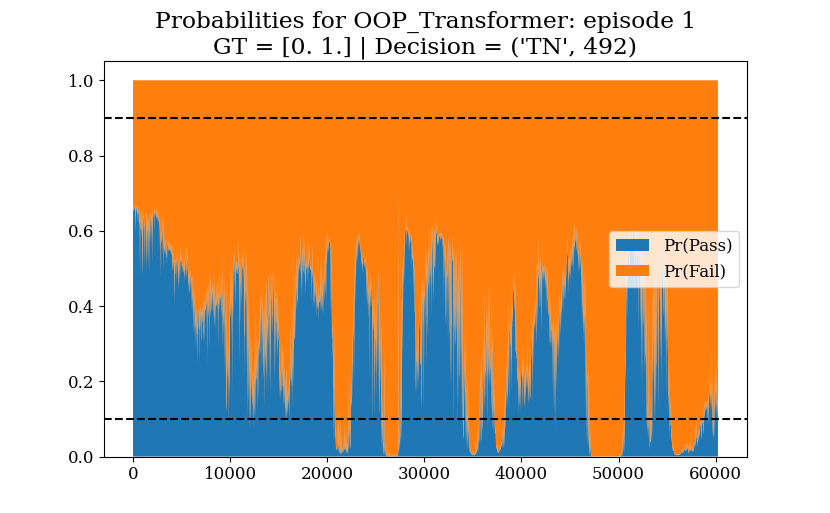 Probabilities for OOP_Transformer: episode 1
GT = [0. 1.] | Decision = ('TN', 492)
1.0
0.8
0.6
0.4
0.2
0.0
Pr(Pass)
Pr(Fail)
0 10000 20000 30000 40000 50000 60000